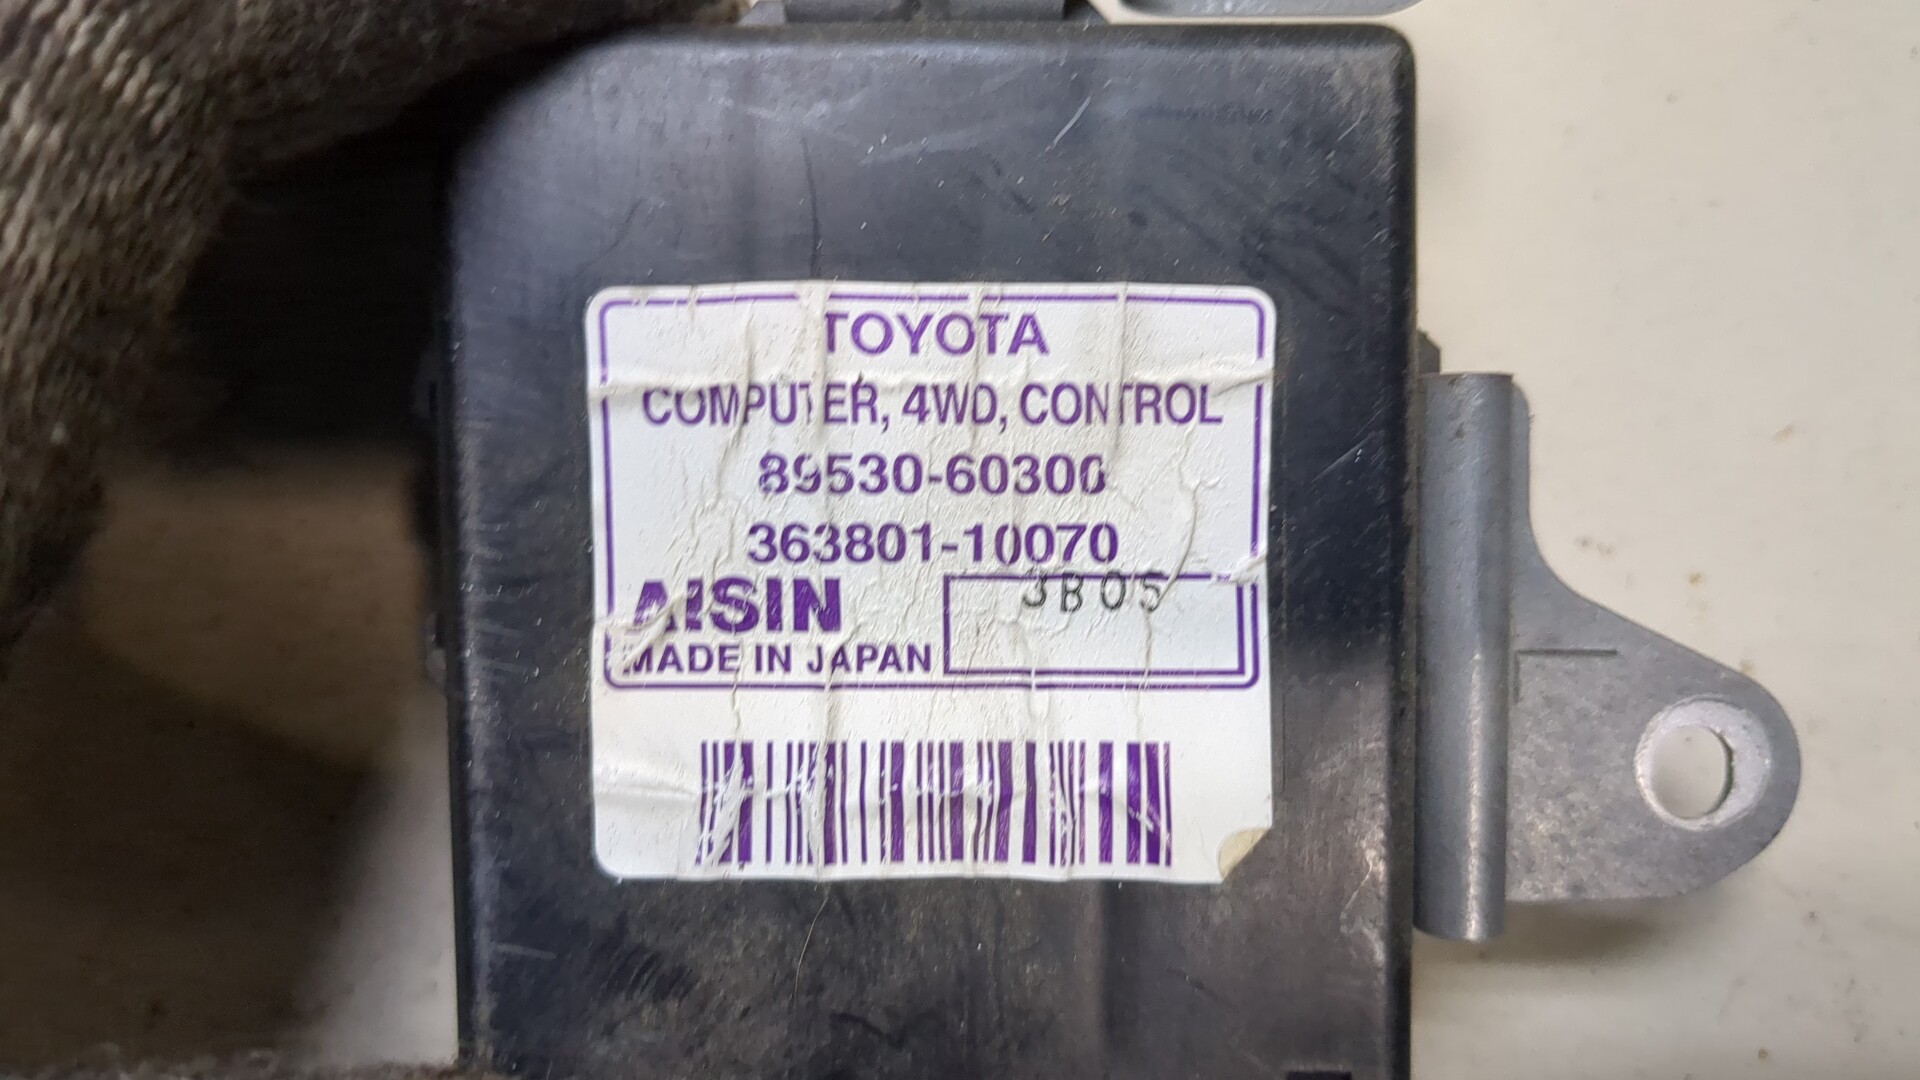 TOYOTA
COMPUTER, 4WD, CONTROL
89530-60300
363801-10070
3B05
AISIN
MADE IN JAPAN